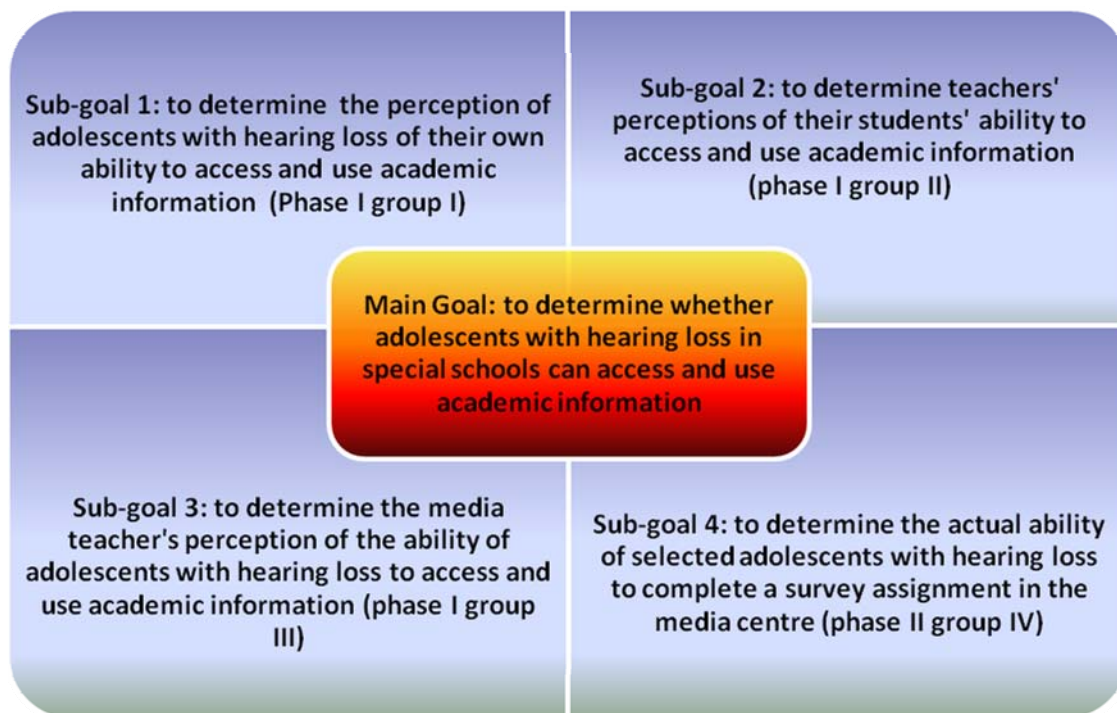 Sub-goal 1: to determine the perception of
adolescents with hearing loss of their own
ability to access and use academic
information (Phase I group I)
Sub-goal 2: to determine teachers'
perceptions of their students' ability to
access and use academic information
(phase I group II)
Main Goal: to determine whether
adolescents with hearing loss in
special schools can access and use
academic information
Sub-goal 3: to determine the media
teacher's perception of the ability of
adolescents with hearing loss to access and
use academic information (phase I group
III)
Sub-goal 4: to determine the actual ability
of selected adolescents with hearing loss
to complete a survey assignment in the
media centre (phase II group IV)